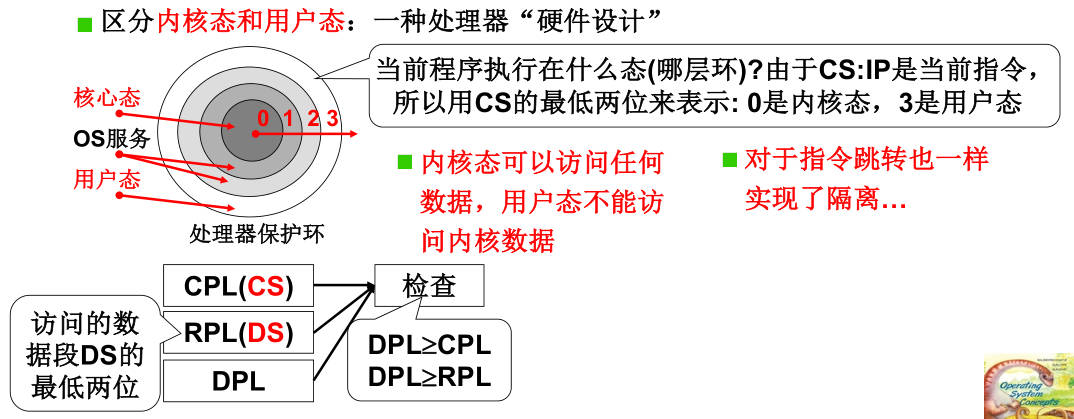 区分内核态和用户态：一种处理器“硬件设计”
当前程序执行在什么态(哪层环)?由于CS:IP是当前指令，
所以用CS的最低两位来表示: 0是内核态，3是用户态
核心态
OS服务
用户态
0 1 2 3
处理器保护环
内核态可以访问任何
数据，用户态不能访
问内核数据
对于指令跳转也一样
实现了隔离…
访问的数
据段DS的
最低两位
CPL(CS)
RPL(DS)
DPL
检查
DPL≥CPL
DPL≥RPL
Operating
System
Concepts